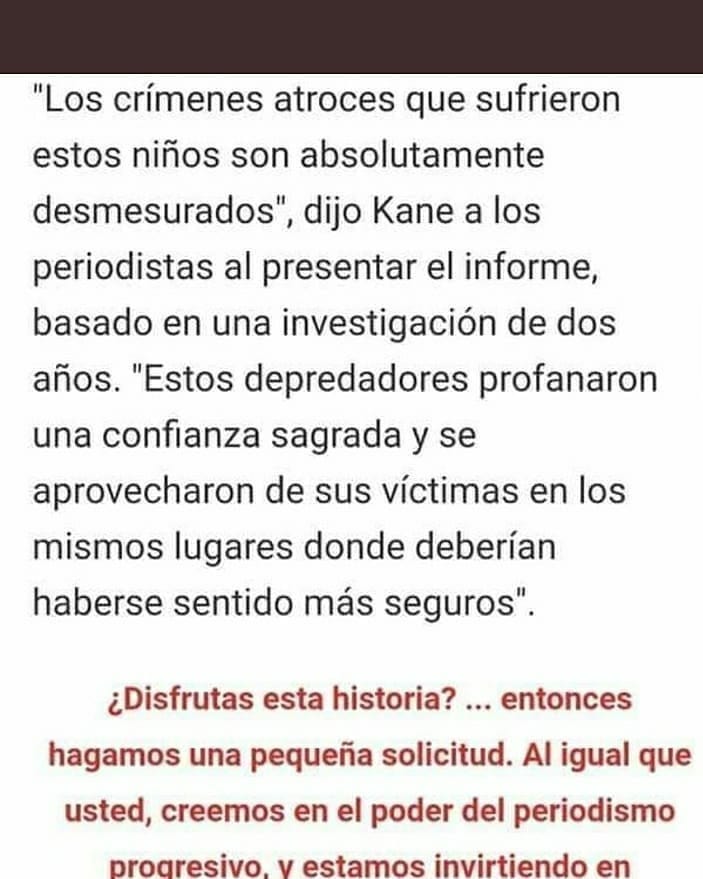 "Los crímenes atroces que sufrieron
estos niños son absolutamente
desmesurados", dijo Kane a los
periodistas al presentar el informe,
basado en una investigación de dos
años. "Estos depredadores profanaron
una confianza sagrada y se
aprovecharon de sus víctimas en los
mismos lugares donde deberían
haberse sentido más seguros".
¿Disfrutas esta historia? ... entonces
hagamos una pequeña solicitud. Al igual que
usted, creemos en el poder del periodismo
progresivo, y estamos invirtiendo en